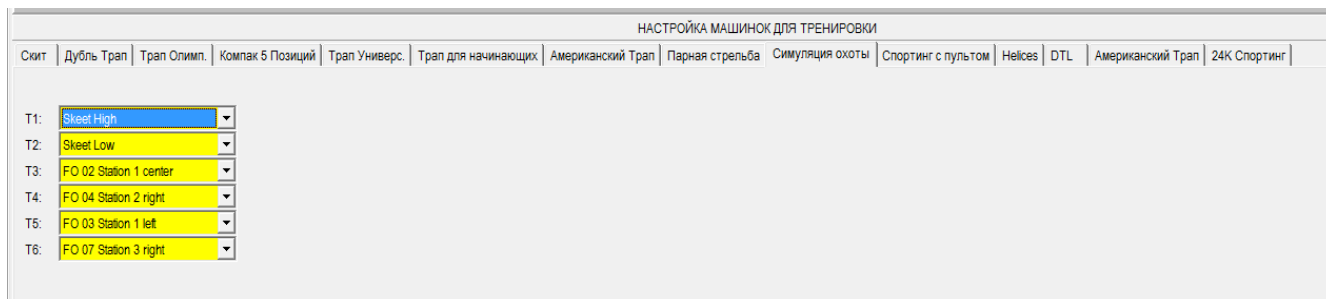 НАСТРОЙКА МАШИНОК ДЛЯ ТРЕНИРОВКИ
Скит Дубль Трап Трап Олимп. Компак 5 Позиций Трап Универс. Трап для начинающих Американский Трап Парная стрельба Симуляция охоты Спортинг с пультом Helices DTL Американский Трап 24K Спортинг
T1: Skeet High
T2: Skeet Low
T3: FO 02 Station 1 center
T4: FO 04 Station 2 right
T5: FO 03 Station 1 left
T6: FO 07 Station 3 right